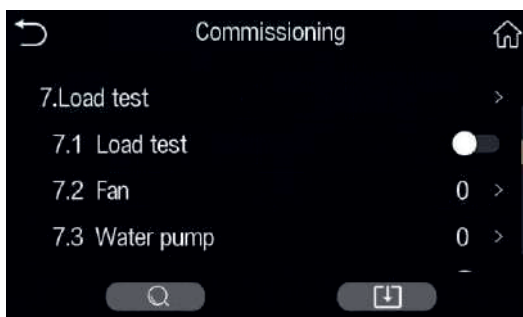 Commissioning
7.Load test >
7.1 Load test
7.2 Fan 0 >
7.3 Water pump 0 >